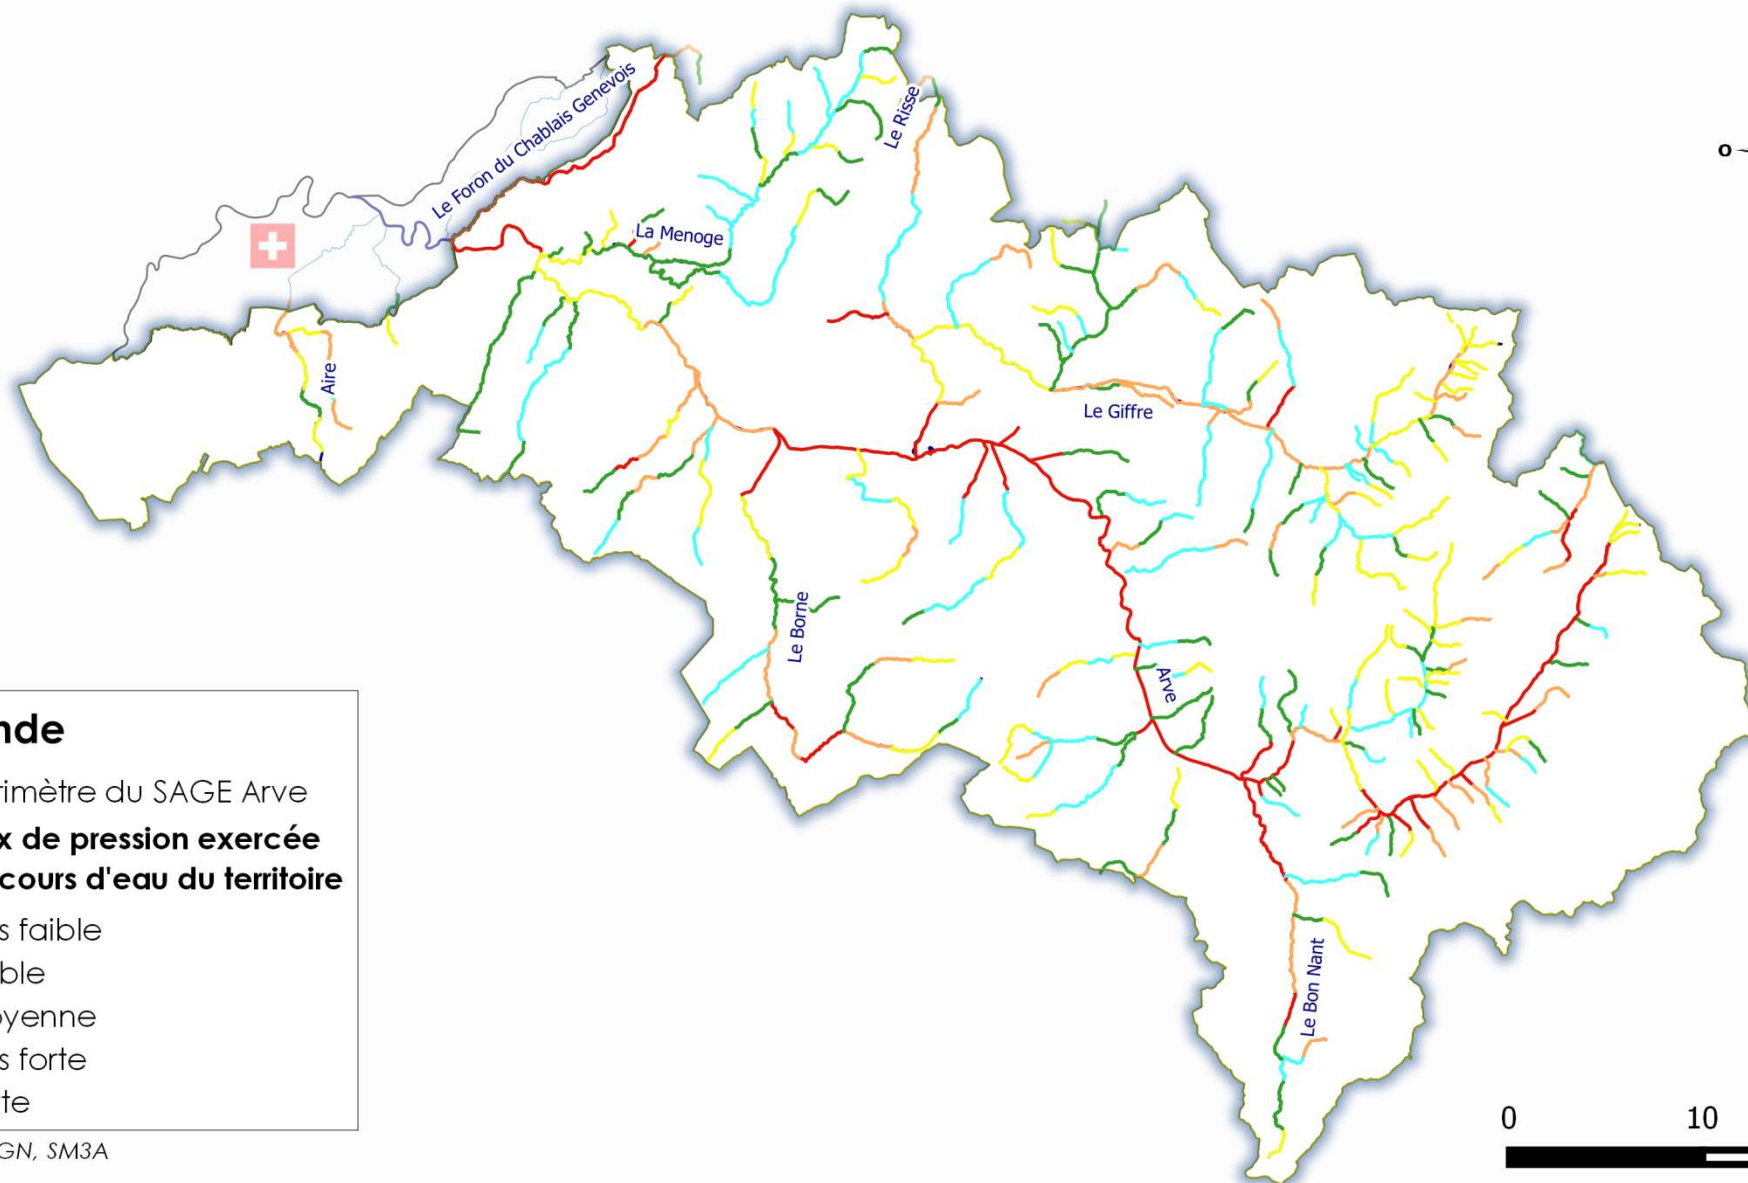 Le Foron du Chablais Genevois
Le Risse
o
La Menoge
Aire
Le Giffre
Le Borne
Arve
nde
rimètre du SAGE Arve
x de pression exercée
cours d'eau du territoire
s faible
ble
oyenne
s forte
te
Le Bon Nant
0 10
GN, SM3A